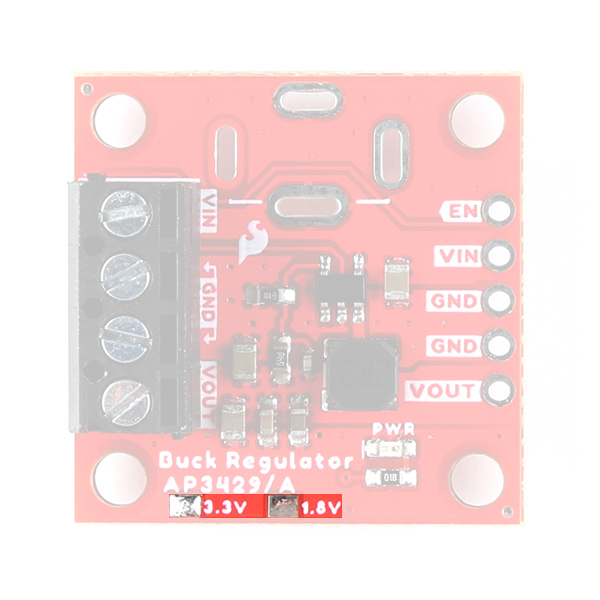 VIN
GND
VOUT
EN
VIN
GND
GND
VOUT
PWR
Buck Regulator
AP3429/A
3.3V 1.8V